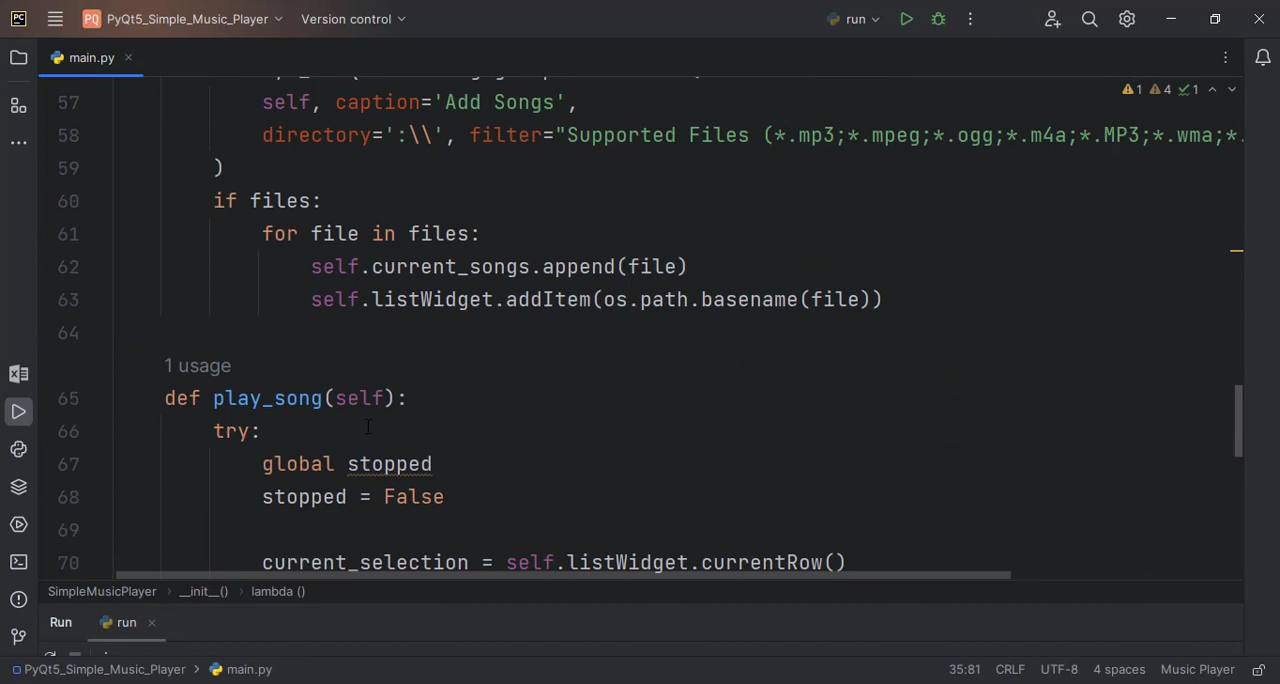 PC PQ PyQt5_Simple_Music_Player Version control run
main.py
1 4 1
57 self, caption='Add Songs',
58 directory=':\\', filter="Supported Files (*.mp3;*.mpeg;*.ogg;*.m4a;*.MP3;*.wma;*.
59 )
60 if files:
61 for file in files:
62 self.current_songs.append(file)
63 self.listWidget.addItem(os.path.basename(file))
64
1 usage
65 def play_song(self):
66 try:
67 global stopped
68 stopped = False
69
70 current_selection = self.listWidget.currentRow()
SimpleMusicPlayer > __init__() > lambda ()
Run run
PyQt5_Simple_Music_Player > main.py 35:81 CRLF UTF-8 4 spaces Music Player